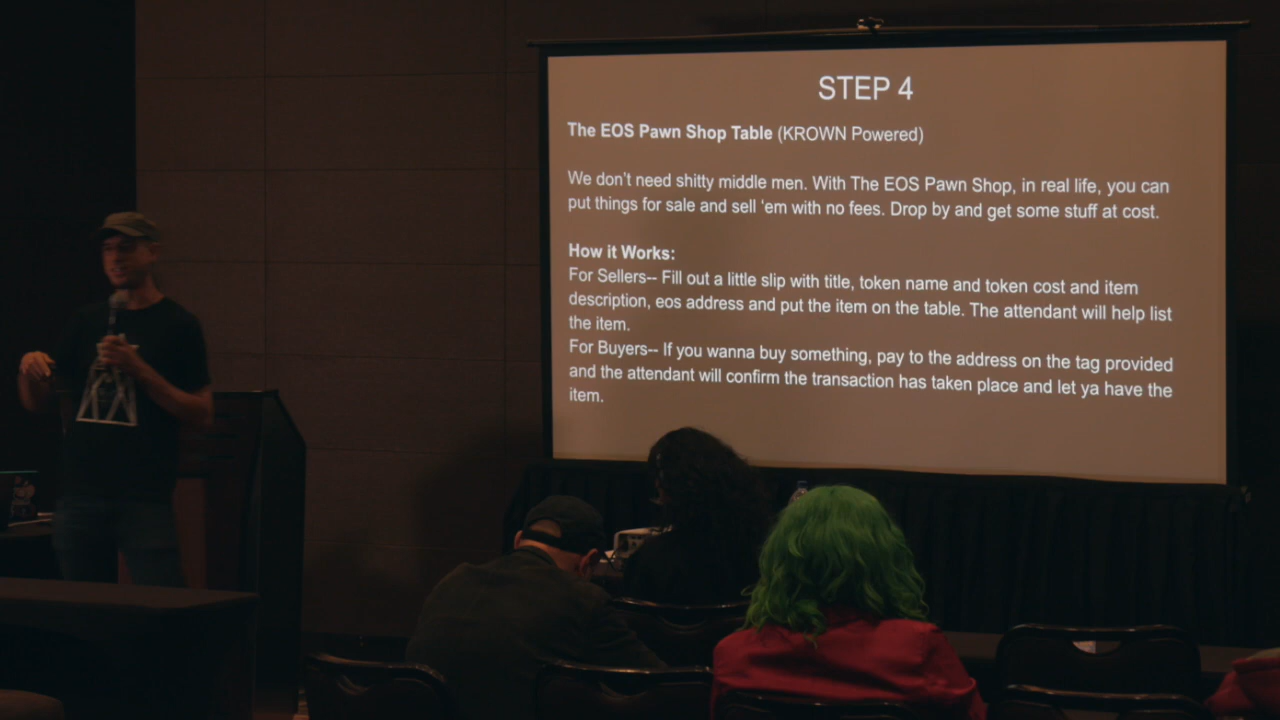 STEP 4
The EOS Pawn Shop Table (KROWN Powered)
We don't need shitty middle men. With The EOS Pawn Shop, in real life, you can
put things for sale and sell 'em with no fees. Drop by and get some stuff at cost.
How it Works:
For Sellers-- Fill out a little slip with title, token name and token cost and item
description, eos address and put the item on the table. The attendant will help list
the item.
For Buyers-- If you wanna buy something, pay to the address on the tag provided
and the attendant will confirm the transaction has taken place and let ya have the
item.